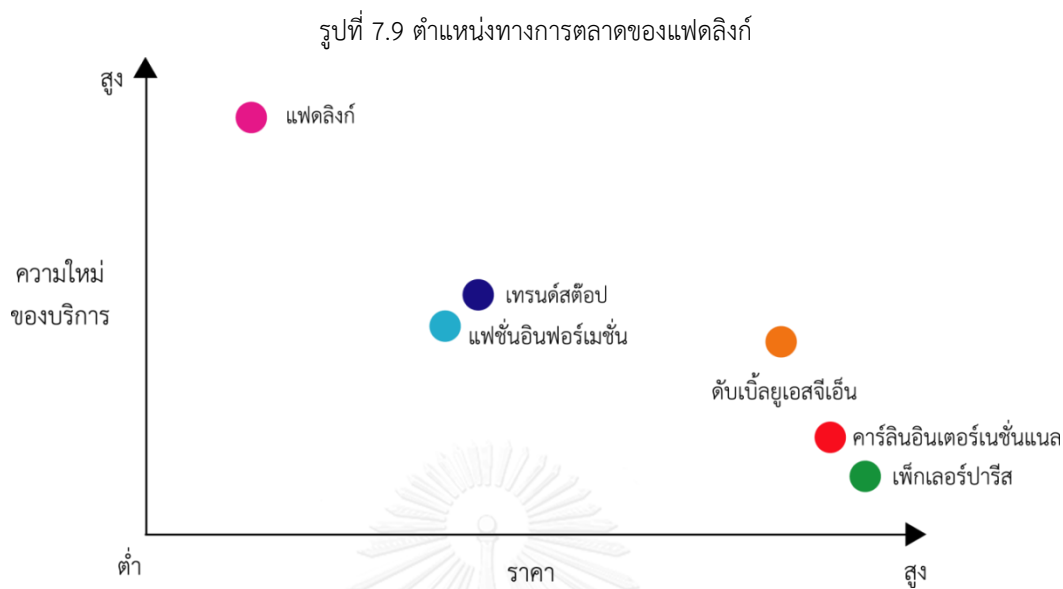 รูปที่ 7.9 ตำแหน่งทางการตลาดของแฟดลิงก์
สูง
แฟดลิงก์
ความใหม่
ของบริการ
เทรนด์สต๊อป
แฟชั่นอินฟอร์เมชั่น
ดับเบิ้ลยูเอสจีเอ็น
คาร์ลินอินเตอร์เนชั่นแนล
เพ็กเลอร์ปารีส
ต่ำ
ราคา
สูง